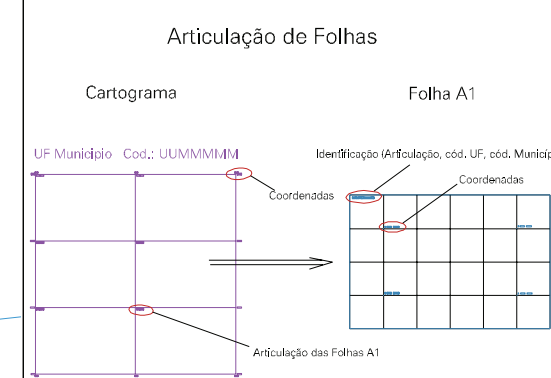 Articulação de Folhas
Cartograma
Folha A1
UF Municipio Cod.: UUMMMMM
Identificação (Articulação, cód. UF, cód. Municíp
Coordenadas
Coordenadas
Articulação das Folhas A1